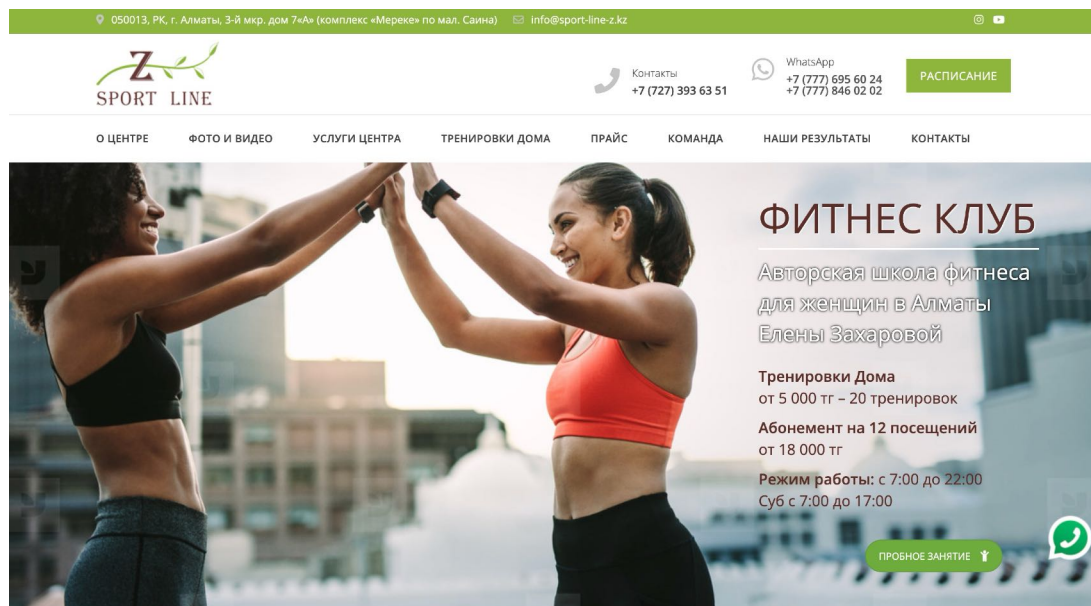 050013, РК, г. Алматы, 3-й мкр. дом 7«А» (комплекс «Мереке» по мал. Саина) info@sport-line-z.kz
Z
SPORT LINE
Контакты
+7 (727) 393 63 51
WhatsApp
+7 (777) 695 60 24
+7 (777) 846 02 02
РАСПИСАНИЕ
О ЦЕНТРЕ ФОТО И ВИДЕО УСЛУГИ ЦЕНТРА ТРЕНИРОВКИ ДОМА ПРАЙС КОМАНДА НАШИ РЕЗУЛЬТАТЫ КОНТАКТЫ
ФИТНЕС КЛУБ
Авторская школа фитнеса
для женщин в Алматы
Елены Захаровой
Тренировки Дома
от 5 000 тг – 20 тренировок
Абонемент на 12 посещений
от 18 000 тг
Режим работы: с 7:00 до 22:00
Суб с 7:00 до 17:00
ПРОБНОЕ ЗАНЯТИЕ